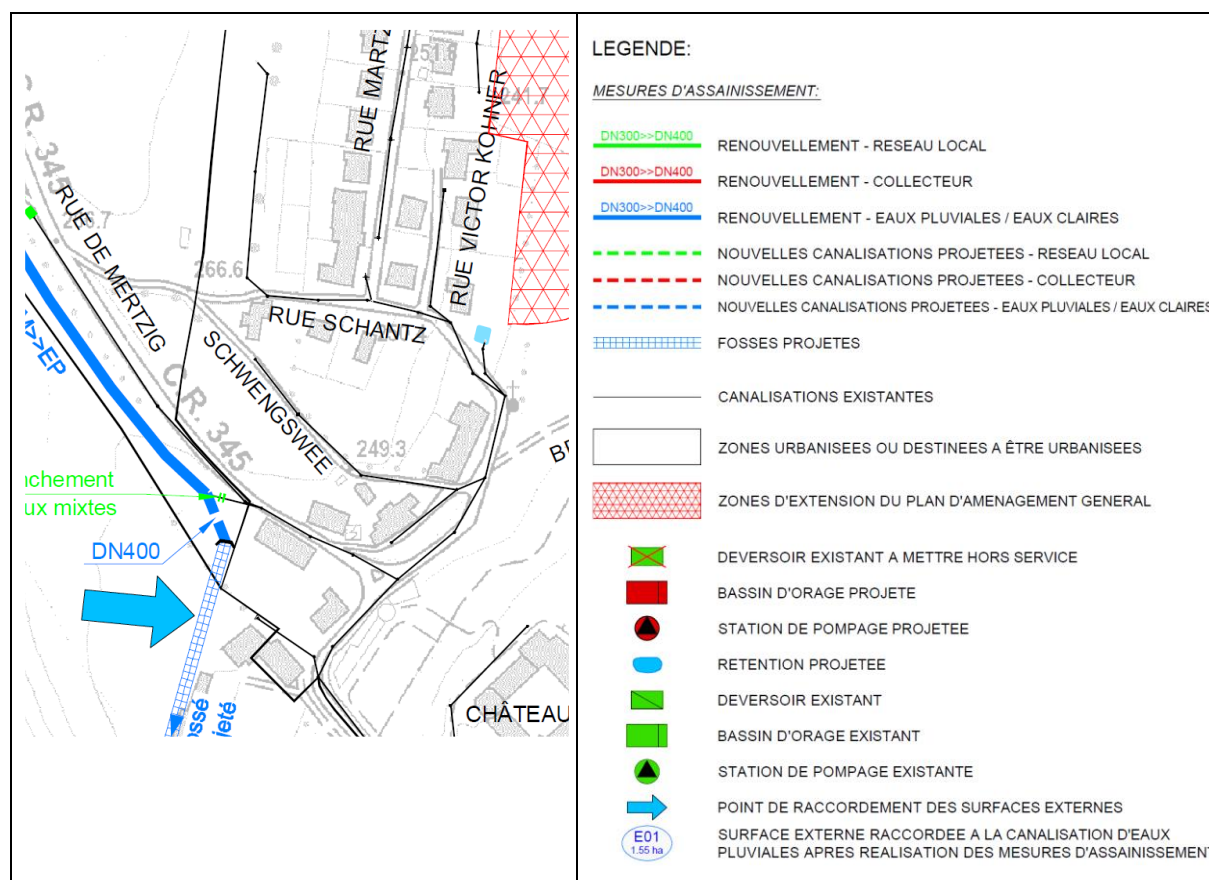 RUE MARTZ
251.8
241.7
RUE VICTOR KOHNER
C R. 345
RUE DE MERTZIG
266.6
RUE SCHANTZ
M>>EP
SCHWENGSWEE
C R. 345
249.3
BE
nchement
ux mixtes
DN400
CHÂTEAU
ossé
jeté
LEGENDE:
MESURES D'ASSAINISSEMENT:
DN300>>DN400
RENOUVELLEMENT - RESEAU LOCAL
DN300>>DN400
RENOUVELLEMENT - COLLECTEUR
DN300>>DN400
RENOUVELLEMENT - EAUX PLUVIALES / EAUX CLAIRES
NOUVELLES CANALISATIONS PROJETEES - RESEAU LOCAL
NOUVELLES CANALISATIONS PROJETEES - COLLECTEUR
NOUVELLES CANALISATIONS PROJETEES - EAUX PLUVIALES / EAUX CLAIRES
FOSSES PROJETES
CANALISATIONS EXISTANTES
ZONES URBANISEES OU DESTINEES A ÊTRE URBANISEES
ZONES D'EXTENSION DU PLAN D'AMENAGEMENT GENERAL
DEVERSOIR EXISTANT A METTRE HORS SERVICE
BASSIN D'ORAGE PROJETE
STATION DE POMPAGE PROJETEE
RETENTION PROJETEE
DEVERSOIR EXISTANT
BASSIN D'ORAGE EXISTANT
STATION DE POMPAGE EXISTANTE
POINT DE RACCORDEMENT DES SURFACES EXTERNES
E01
1.55 ha
SURFACE EXTERNE RACCORDEE A LA CANALISATION D'EAUX
PLUVIALES APRES REALISATION DES MESURES D'ASSAINISSEMENT